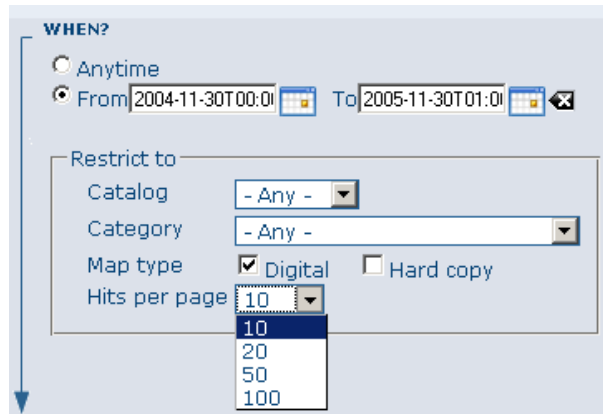 WHEN?
Anytime
From 2004-11-30T00:0 To 2005-11-30T01:0
Restrict to
Catalog - Any -
Category - Any -
Map type Digital Hard copy
Hits per page 10
10
20
50
100